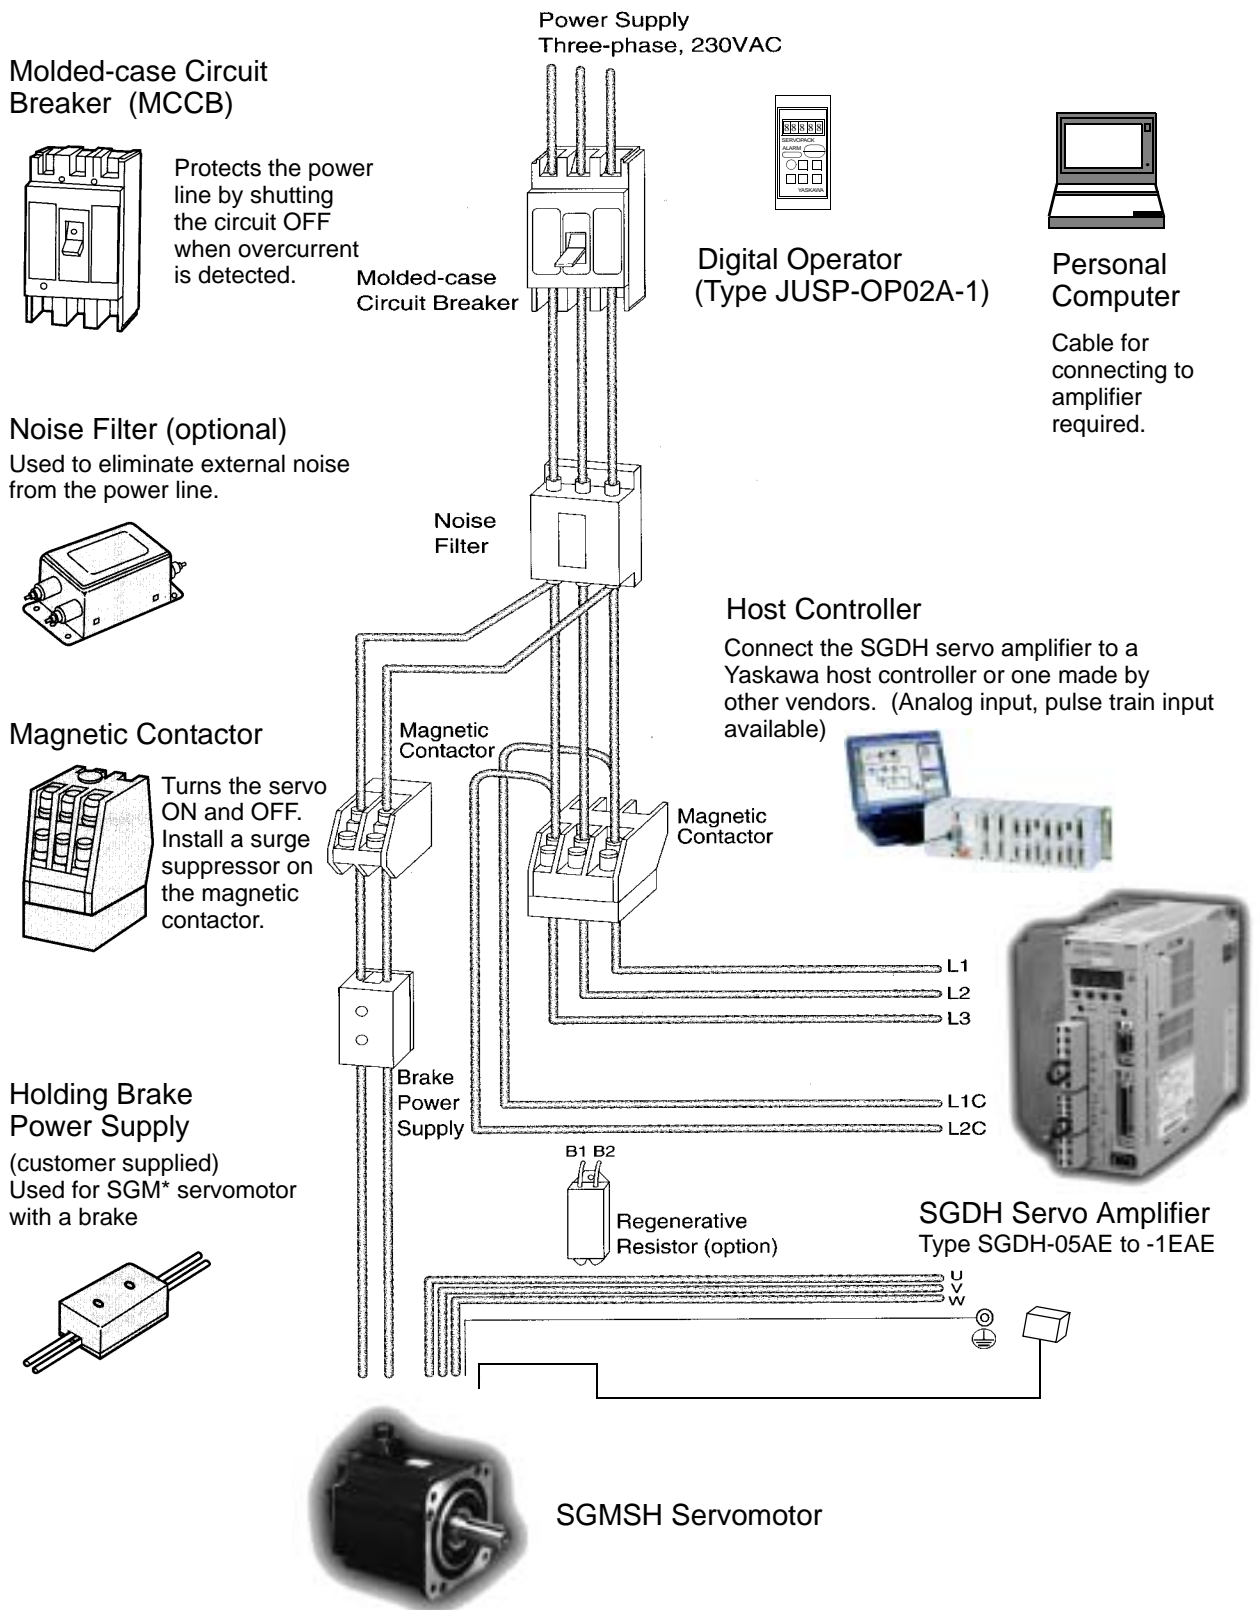 Power Supply
Three-phase, 230VAC
Molded-case Circuit
Breaker (MCCB)
Protects the power
line by shutting
the circuit OFF
when overcurrent
is detected.
Molded-case
Circuit Breaker
88888
SERVOPACK
ALARM
YASKAWA
Digital Operator
(Type JUSP-OP02A-1)
Personal
Computer
Cable for
connecting to
amplifier
required.
Noise Filter (optional)
Used to eliminate external noise
from the power line.
Noise
Filter
Host Controller
Connect the SGDH servo amplifier to a
Yaskawa host controller or one made by
other vendors. (Analog input, pulse train input
available)
Magnetic Contactor
Turns the servo
ON and OFF.
Install a surge
suppressor on
the magnetic
contactor.
Magnetic
Contactor
Magnetic
Contactor
L1
L2
L3
L1C
L2C
Holding Brake
Power Supply
(customer supplied)
Used for SGM* servomotor
with a brake
Brake
Power
Supply
B1 B2
Regenerative
Resistor (option)
SGDH Servo Amplifier
Type SGDH-05AE to -1EAE
U
V
W
SGMSH Servomotor